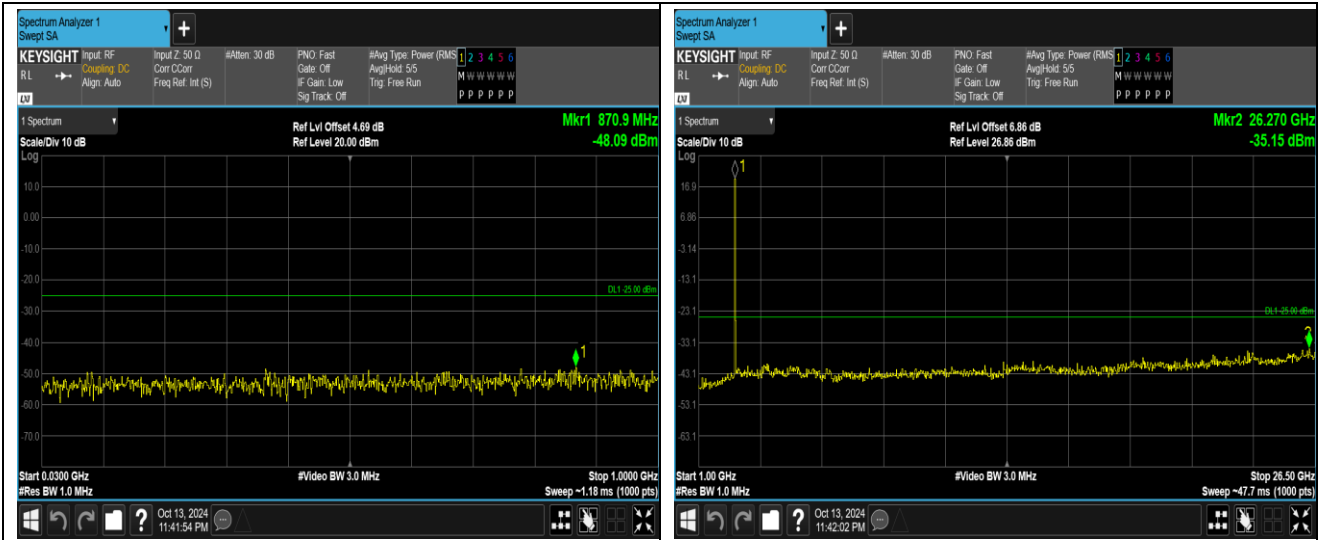 Spectrum Analyzer 1
Swept SA
+
KEYSIGHT Input: RF Input Z: 50 Ω #Atten: 30 dB PNO: Fast #Avg Type: Power (RMS 1 2 3 4 5 6
RL Coupling: DC Corr CCorr Gate: Off Avg|Hold: 5/5 M W W W W W
Align: Auto Freq Ref: Int (S) IF Gain: Low Trig: Free Run
Sig Track: Off P P P P P P
LXI
1 Spectrum
Ref Lvl Offset 4.69 dB Mkr1 870.9 MHz
Scale/Div 10 dB Ref Level 20.00 dBm -48.09 dBm
Log
10.0
0.00
-10.0
-20.0
DL1 -25.00 dBm
-30.0
-40.0
1
-50.0
-60.0
-70.0
Start 0.0300 GHz #Video BW 3.0 MHz Stop 1.0000 GHz
#Res BW 1.0 MHz Sweep ~1.18 ms (1000 pts)
?
Oct 13, 2024
11:41:54 PM
Spectrum Analyzer 1
Swept SA
+
KEYSIGHT Input: RF Input Z: 50 Ω #Atten: 30 dB PNO: Fast #Avg Type: Power (RMS 1 2 3 4 5 6
RL Coupling: DC Corr CCorr Gate: Off Avg|Hold: 5/5 M W W W W W
Align: Auto Freq Ref: Int (S) IF Gain: Low Trig: Free Run
Sig Track: Off P P P P P P
LXI
1 Spectrum
Ref Lvl Offset 6.86 dB Mkr2 26.270 GHz
Scale/Div 10 dB Ref Level 26.86 dBm -35.15 dBm
Log
1
16.9
6.86
-3.14
-13.1
-23.1
DL1 -25.00 dBm
2
-33.1
-43.1
-53.1
-63.1
Start 1.00 GHz #Video BW 3.0 MHz Stop 26.50 GHz
#Res BW 1.0 MHz Sweep ~47.7 ms (1000 pts)
?
Oct 13, 2024
11:42:02 PM